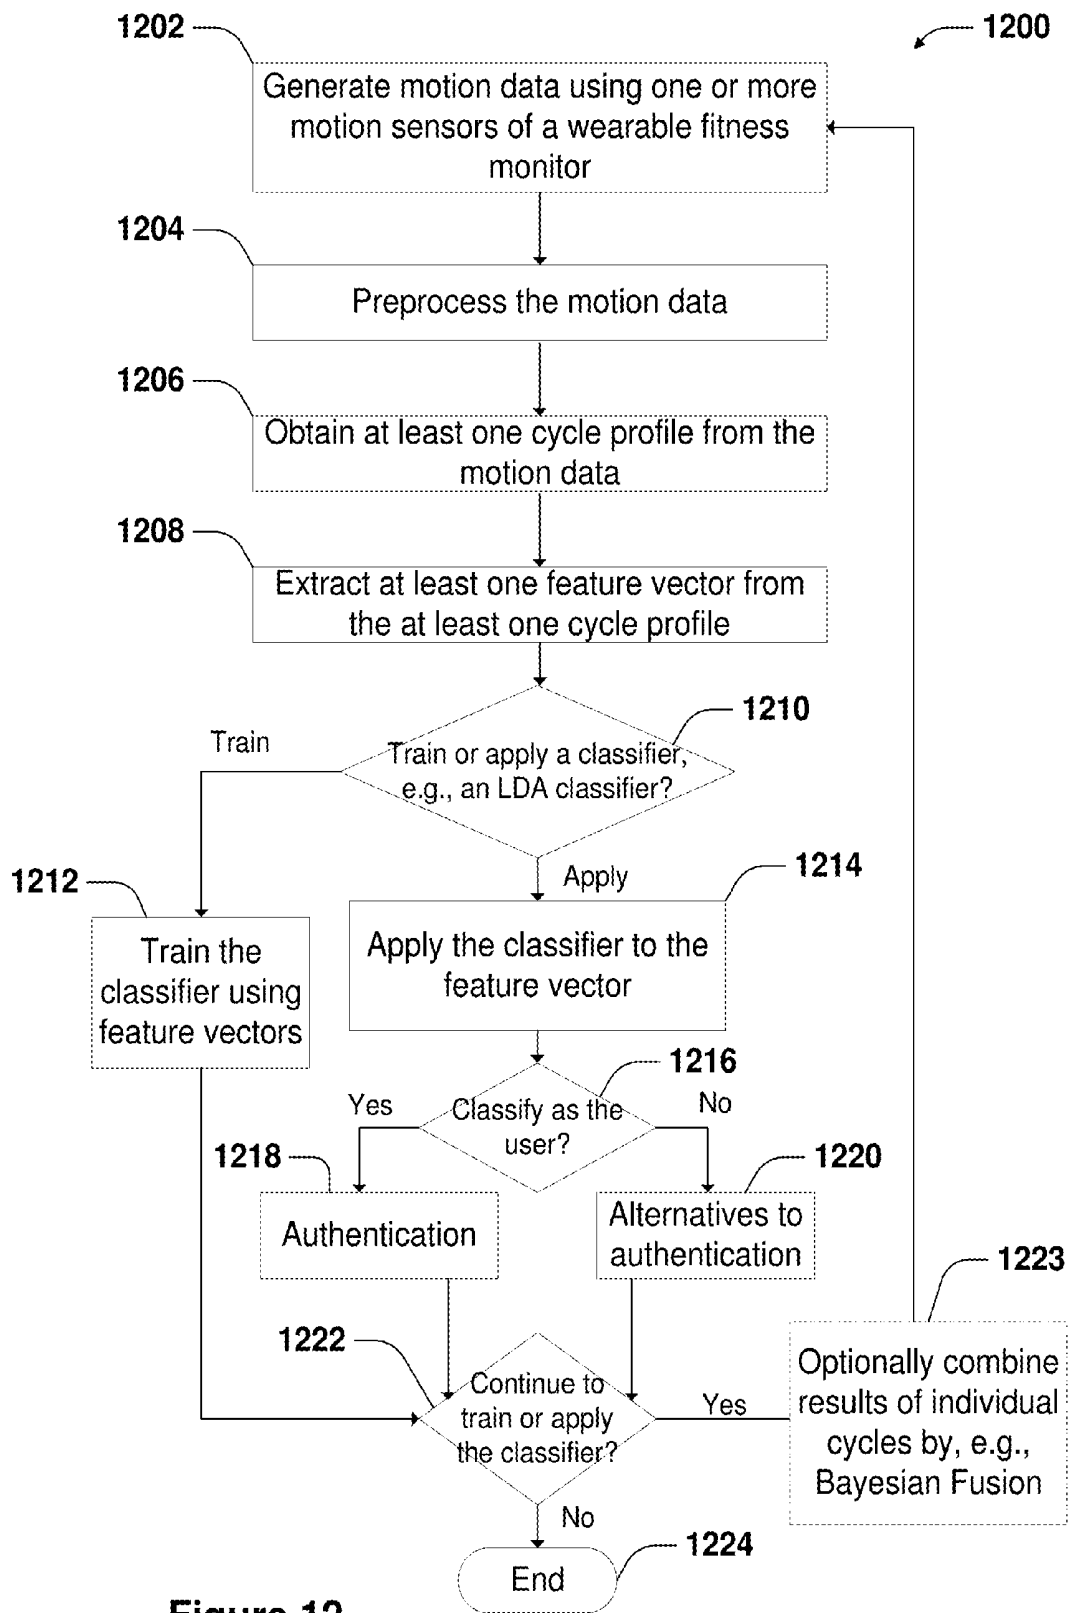 1202
1200
Generate motion data using one or more
motion sensors of a wearable fitness
monitor
1204
Preprocess the motion data
1206
Obtain at least one cycle profile from the
motion data
1208
Extract at least one feature vector from
the at least one cycle profile
1210
Train
Train or apply a classifier,
e.g., an LDA classifier?
1212
Apply
1214
Train the
classifier using
feature vectors
Apply the classifier to the
feature vector
1216
Yes
No
Classify as the
user?
1218
1220
Authentication
Alternatives to
authentication
1223
1222
Continue to
train or apply
the classifier?
Yes
Optionally combine
results of individual
cycles by, e.g.,
Bayesian Fusion
No
1224
End
Figure 12